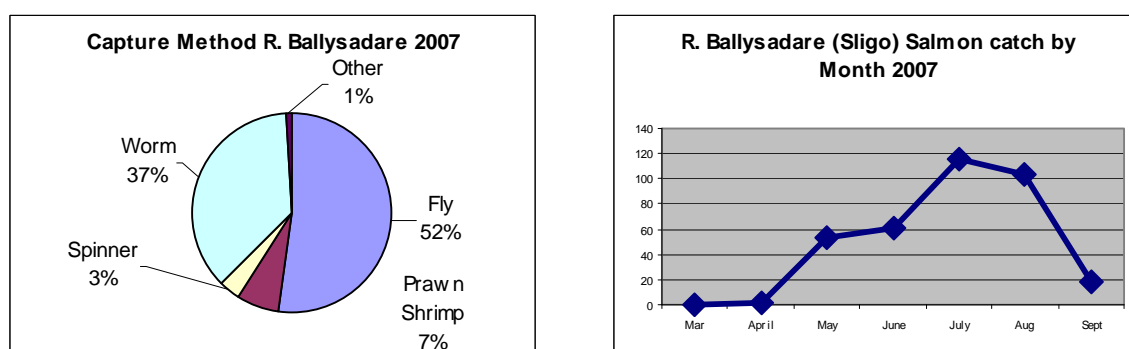 Capture Method R. Ballysadare 2007
Other
1%
Worm
37%
Fly
52%
Spinner
3%
Prawn
Shrimp
7%
R. Ballysadare (Sligo) Salmon catch by
Month 2007
140
120
100
80
60
40
20
0
Mar April May June July Aug Sept